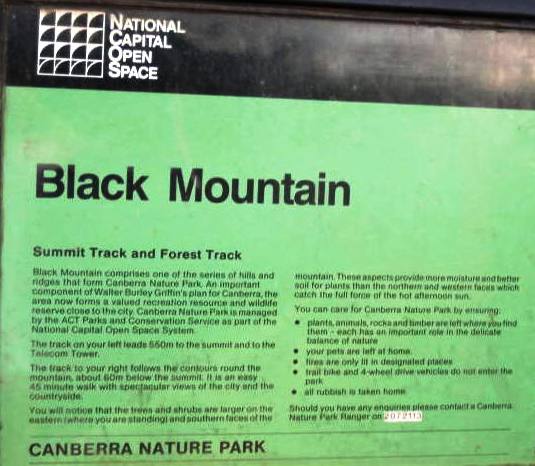 NATIONAL
CAPITAL
OPEN
SPACE
Black Mountain
Summit Track and Forest Track
Black Mountain comprises one of the series of hills and
ridges that form Canberra Nature Park. An important
component of Walter Burley Griffin's plan for Canberra, the
area now forms a valued recreation resource and wildlife
reserve close to the city. Canberra Nature Park is managed
by the ACT Parks and Conservation Service as part of the
National Capital Open Space System.
The track on your left leads 550m to the summit and to the
Telecom Tower.
The track to your right follows the contours round the
mountain, about 60m below the summit. It is an easy
45 minute walk with spectacular views of the city and the
countryside.
You will notice that the trees and shrubs are larger on the
eastern (where you are standing) and southern faces of the
mountain. These aspects provide more moisture and better
soil for plants than the northern and western faces which
catch the full force of the hot afternoon sun.
You can care for Canberra Nature Park by ensuring:
• plants, animals, rocks and timber are left where you find
them - each has an important role in the delicate
balance of nature
• your pets are left at home.
• fires are only lit in designated places
• trail bike and 4-wheel drive vehicles do not enter the
park
• all rubbish is taken home
Should you have any enquiries please contact a Canberra
Nature Park Ranger on 2072113
CANBERRA NATURE PARK